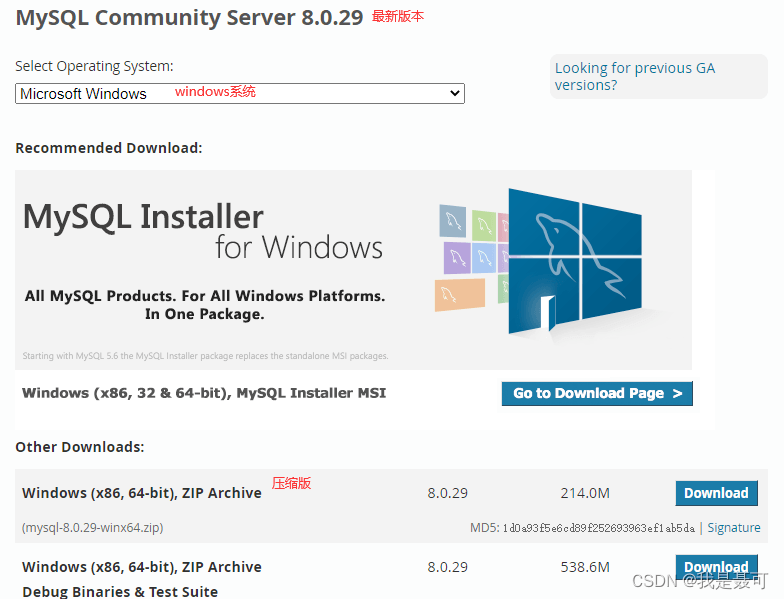 MySQL Community Server 8.0.29 最新版本
Select Operating System:
Looking for previous GA
versions?
Microsoft Windows windows系统
Recommended Download:
MySQL Installer
for Windows
All MySQL Products. For All Windows Platforms.
In One Package.
Starting with MySQL 5.6 the MySQL Installer package replaces the standalone MSI packages.
Windows (x86, 32 & 64-bit), MySQL Installer MSI
Go to Download Page >
Other Downloads:
Windows (x86, 64-bit), ZIP Archive 压缩版 8.0.29 214.0M Download
(mysql-8.0.29-winx64.zip) MD5: 1d0a93f5e6cd89f252693963ef1ab5da | Signature
Windows (x86, 64-bit), ZIP Archive 8.0.29 538.6M Download
Debug Binaries & Test Suite
CSDN @我是聂可